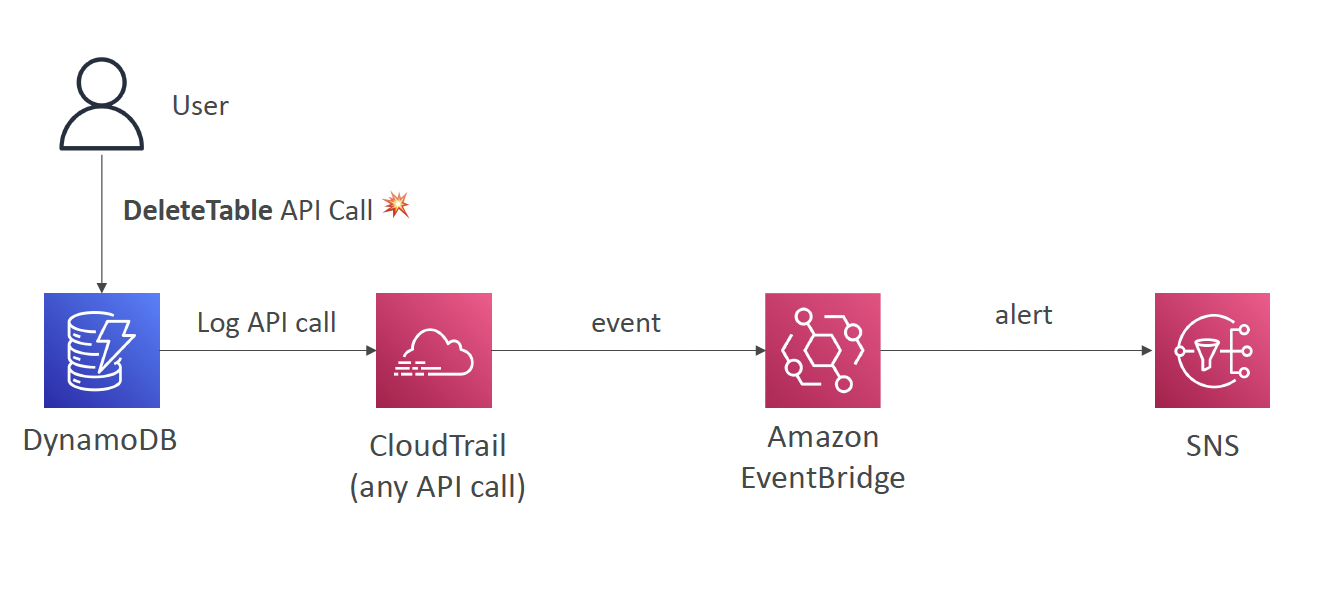 User
DeleteTable API Call
Log API call
event
alert
DynamoDB
CloudTrail
(any API call)
Amazon
EventBridge
SNS